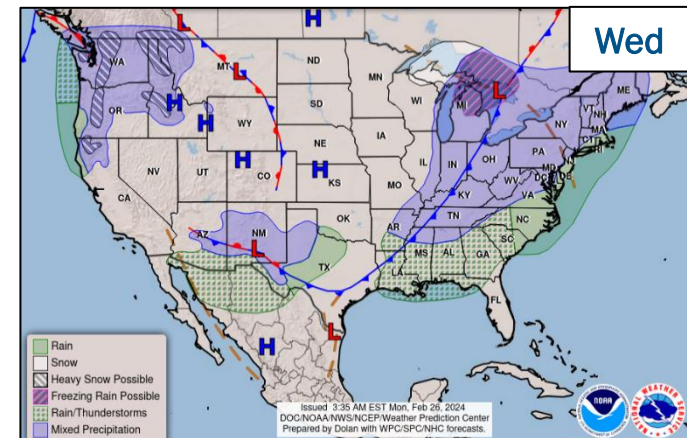 Wed
H
L
WA
MT
L
ND
MN
ME
OR
H
H
SD
WI
MI
L
VT
NH
NY
MA
CT
RI
WY
IA
NE
PA
NJ
NV
UT
H
CO
H
KS
IL
IN
OH
MD
DC
DE
WV
VA
CA
MO
KY
AZ
NM
L
OK
AR
TN
NC
SC
TX
LA
MS
AL
GA
FL
L
H
Rain
Snow
Heavy Snow Possible
Freezing Rain Possible
Rain/Thunderstorms
Mixed Precipitation
Issued 3:35 AM EST Mon, Feb 26, 2024
DOC/NOAA/NWS/NCEP/Weather Prediction Center
Prepared by Dolan with WPC/SPC/NHC forecasts.
NOAA
NATIONAL WEATHER SERVICE